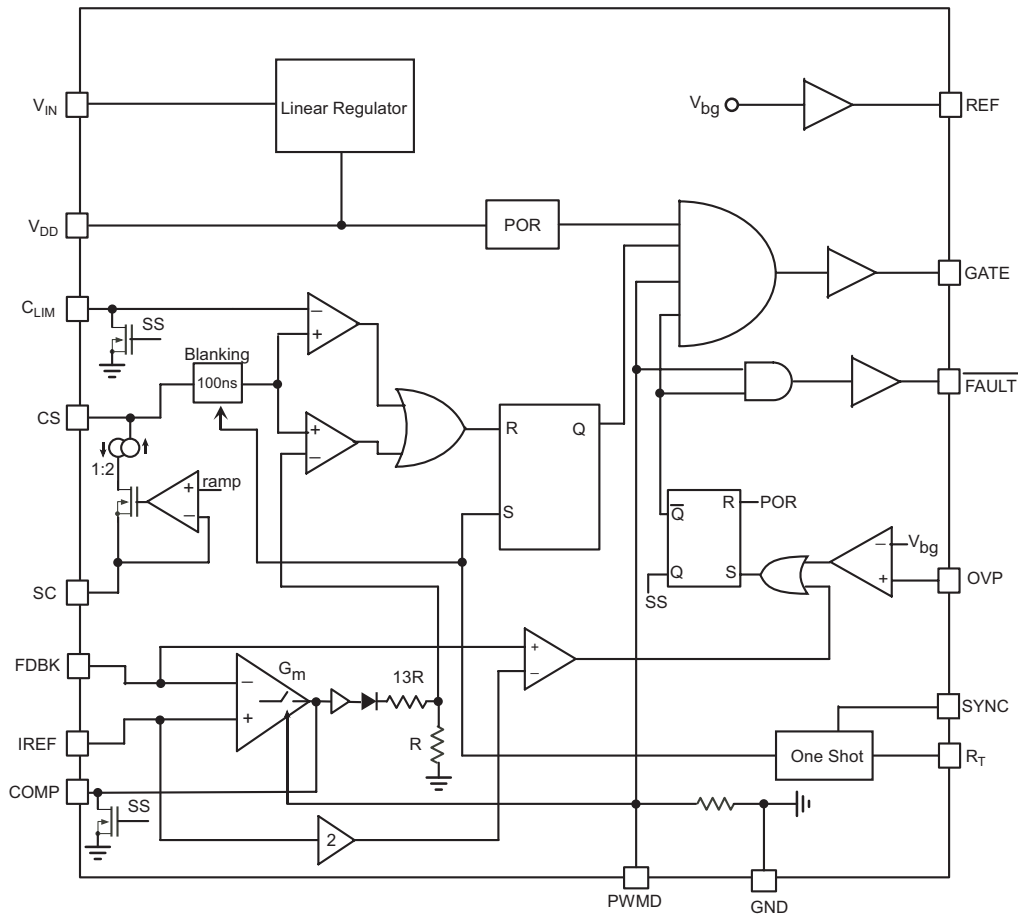 V_IN
Linear Regulator
V_bg
REF
V_DD
POR
GATE
C_LIM
SS
−
+
Blanking
100ns
FAULT
CS
+
−
R
Q
S
1:2
+
ramp
−
Q
R
POR
Q
S
SS
−
V_bg
+
OVP
SC
FDBK
G_m
−
+
13R
R
+
−
SYNC
IREF
One Shot
R_T
COMP
SS
2
PWMD
GND